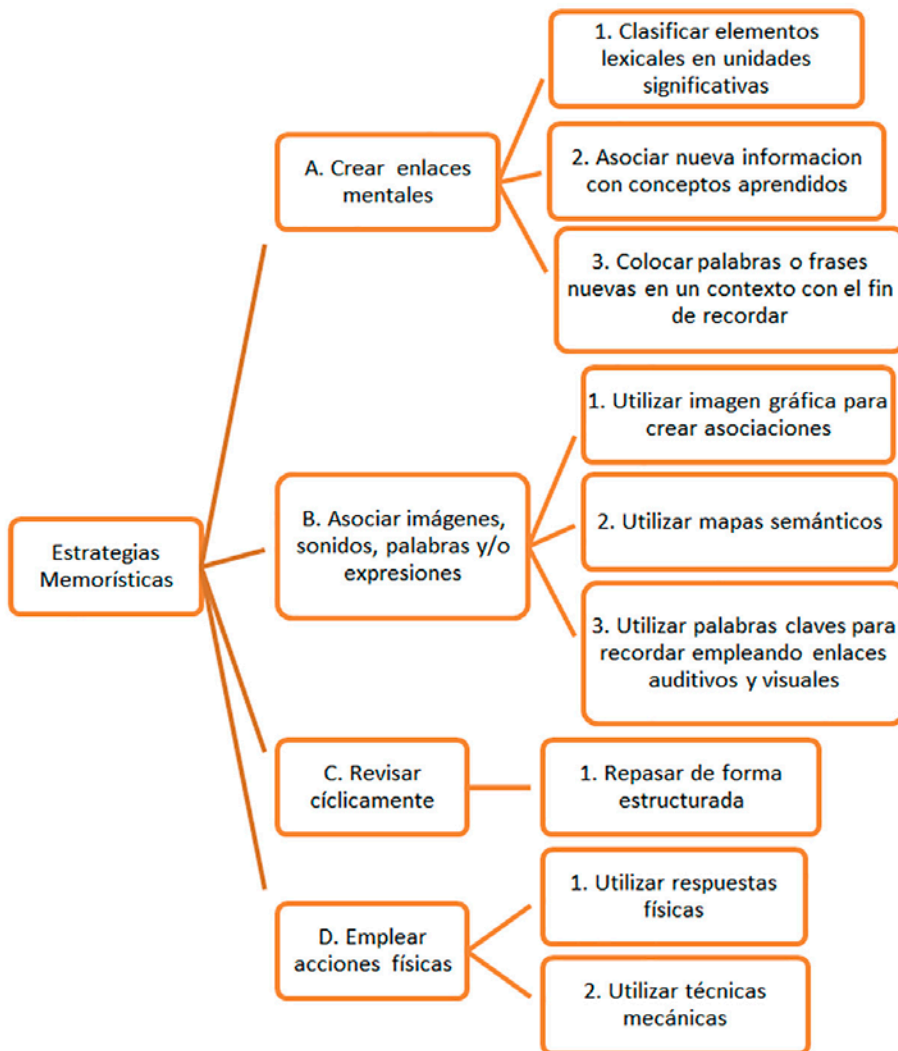 Estrategias
Memorísticas
A. Crear enlaces
mentales
1. Clasificar elementos
lexicales en unidades
significativas
2. Asociar nueva informacion
con conceptos aprendidos
3. Colocar palabras o frases
nuevas en un contexto con el fin
de recordar
B. Asociar imágenes,
sonidos, palabras y/o
expresiones
1. Utilizar imagen gráfica para
crear asociaciones
2. Utilizar mapas semánticos
3. Utilizar palabras claves para
recordar empleando enlaces
auditivos y visuales
C. Revisar
cíclicamente
1. Repasar de forma
estructurada
D. Emplear
acciones físicas
1. Utilizar respuestas
físicas
2. Utilizar técnicas
mecánicas